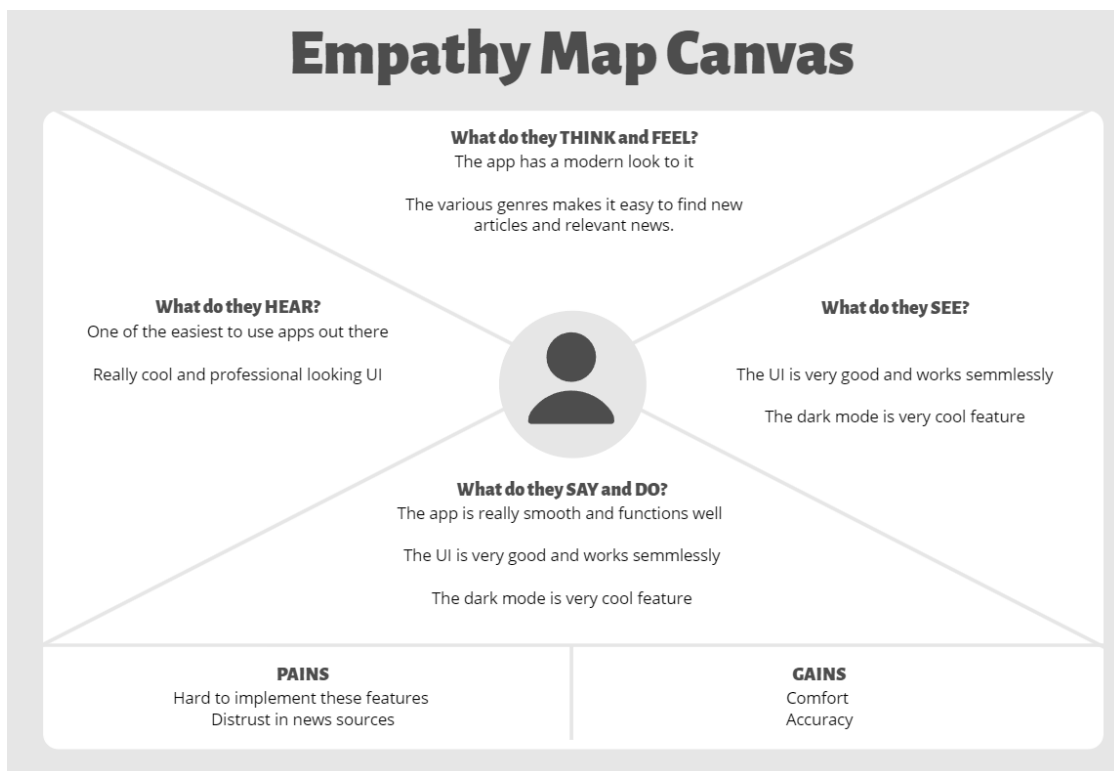 Empathy Map Canvas
What do they THINK and FEEL?
The app has a modern look to it
The various genres makes it easy to find new
articles and relevant news.
What do they HEAR?
One of the easiest to use apps out there
Really cool and professional looking UI
What do they SEE?
The UI is very good and works semmlessly
The dark mode is very cool feature
What do they SAY and DO?
The app is really smooth and functions well
The UI is very good and works semmlessly
The dark mode is very cool feature
PAINS
Hard to implement these features
Distrust in news sources
GAINS
Comfort
Accuracy